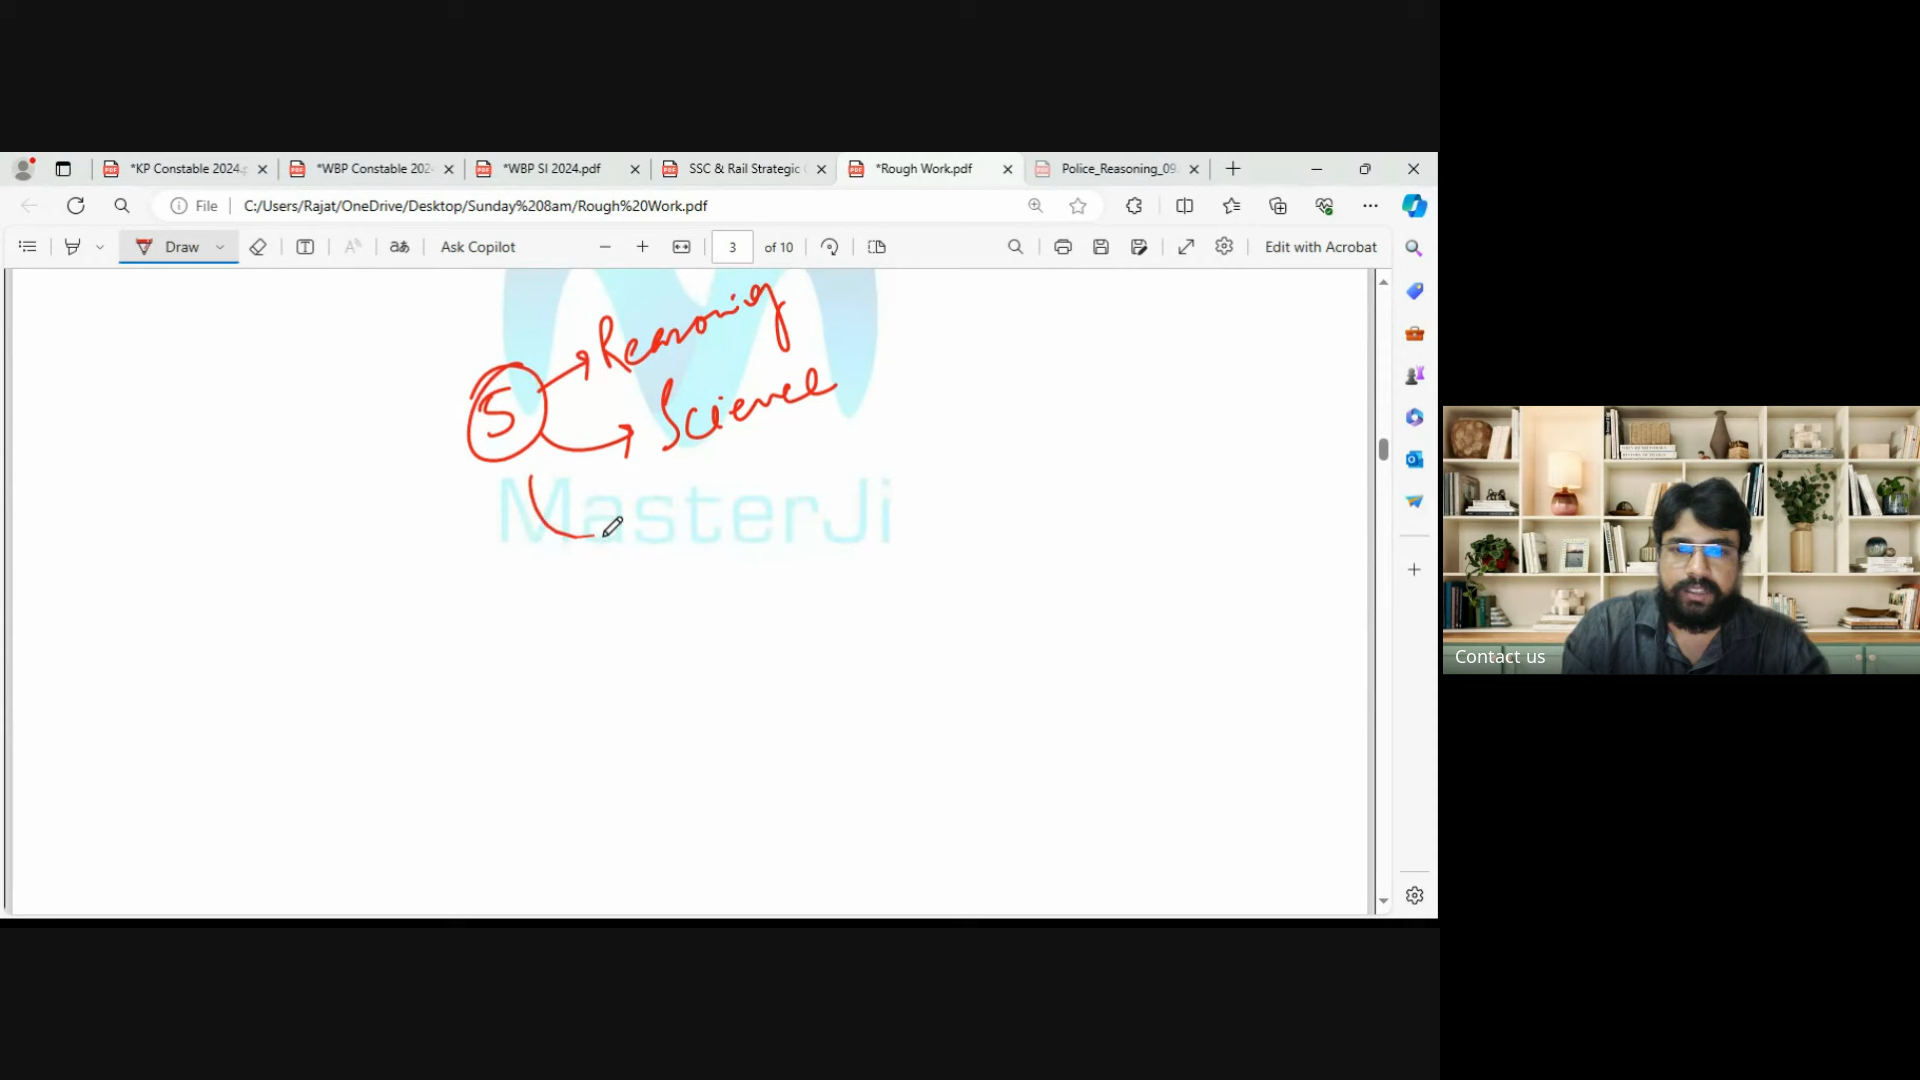 *KP Constable 2024.p
*WBP Constable 202
*WBP SI 2024.pdf
SSC & Rail Strategic
*Rough Work.pdf
Police_Reasoning_09.
File
C:/Users/Rajat/OneDrive/Desktop/Sunday%208am/Rough%20Work.pdf
Draw
Ask Copilot
3 of 10
Edit with Acrobat
Reasoning
5
Science
MasterJi
Contact us